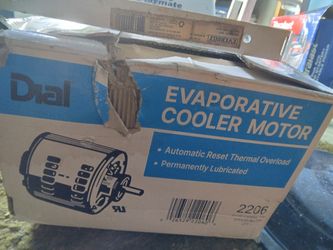 Dial
EVAPORATIVE
COOLER MOTOR
• Automatic Reset Thermal Overload
• Permanently Lubricated
2206